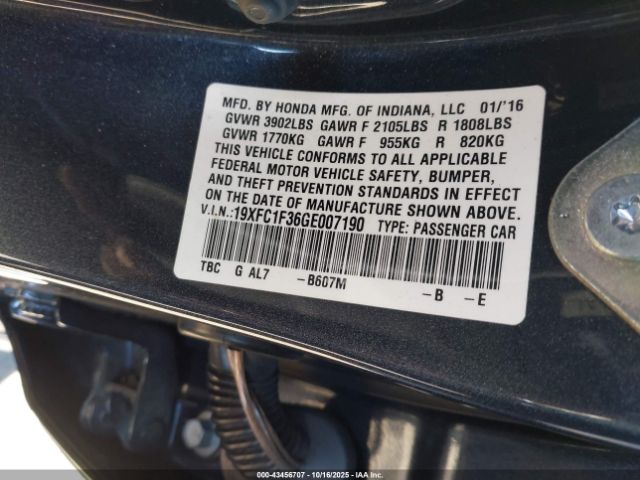 MFD. BY HONDA MFG. OF INDIANA, LLC 01/'16
GVWR 3902LBS GAWR F 2105LBS R 1808LBS
GVWR 1770KG GAWR F 955KG R 820KG
THIS VEHICLE CONFORMS TO ALL APPLICABLE
FEDERAL MOTOR VEHICLE SAFETY, BUMPER,
AND THEFT PREVENTION STANDARDS IN EFFECT
ON THE DATE OF MANUFACTURE SHOWN ABOVE.
V.I.N.:19XFC1F36GE007190 TYPE: PASSENGER CAR
TBC G AL7 -B607M -B -E
000-43456707 | 10/16/2025 - IAA Inc.